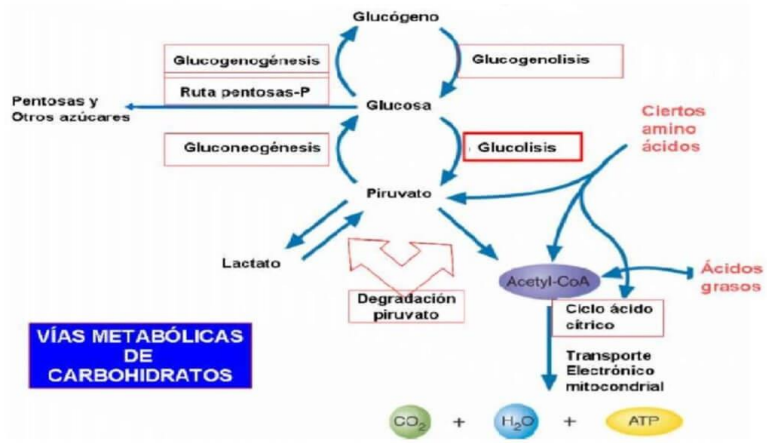 Glucógeno
Glucogenogénesis
Glucogenolisis
Ruta pentosas-P
Pentosas y
Otros azúcares
Glucosa
Ciertos
amino
ácidos
Gluconeogénesis
Glucolisis
Piruvato
Lactato
Acetyl-CoA
Ácidos
grasos
Degradación
piruvato
Ciclo ácido
cítrico
VÍAS METABÓLICAS
DE
CARBOHIDRATOS
Transporte
Electrónico
mitocondrial
CO₂ + H₂O + ATP